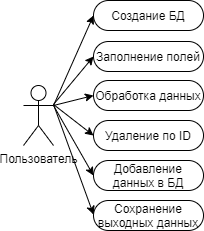 Создание БД
Заполнение полей
Обработка данных
Удаление по ID
Пользователь
Добавление
данных в БД
Сохранение
выходных данных